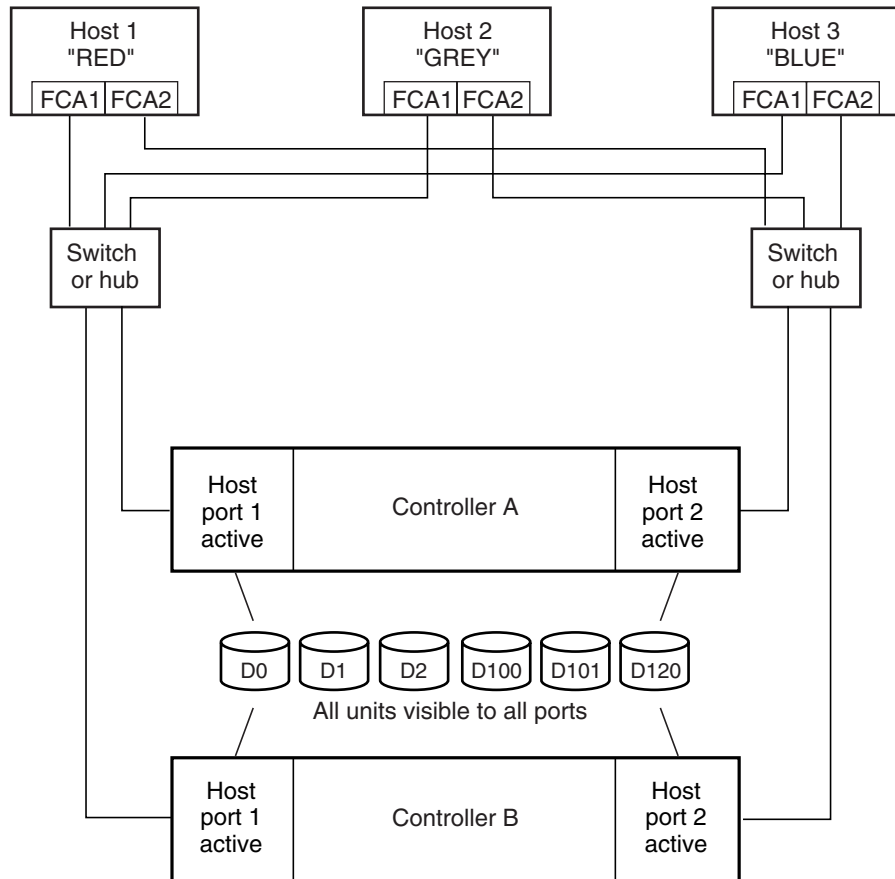 Host 1
"RED"
FCA1 FCA2
Host 2
"GREY"
FCA1 FCA2
Host 3
"BLUE"
FCA1 FCA2
Switch
or hub
Switch
or hub
Host
port 1
active
Controller A
Host
port 2
active
D0 D1 D2 D100 D101 D120
All units visible to all ports
Host
port 1
active
Controller B
Host
port 2
active